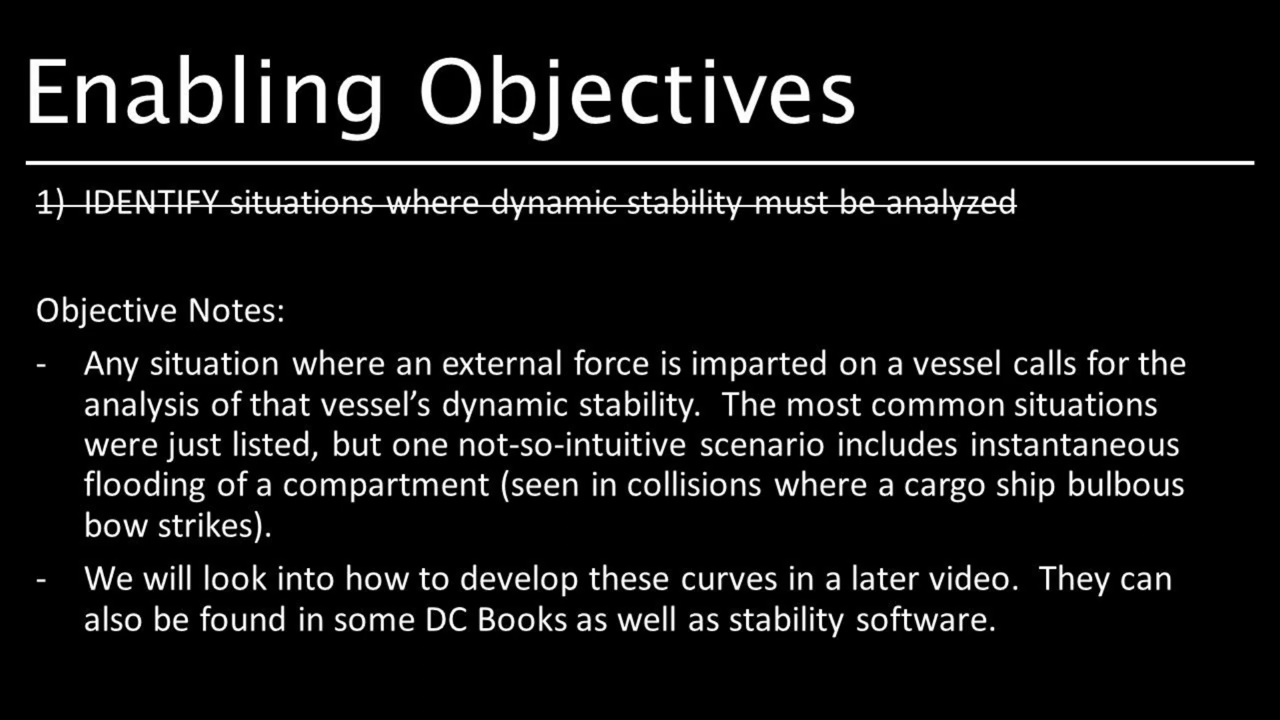 Enabling Objectives
1) IDENTIFY situations where dynamic stability must be analyzed
Objective Notes:
- Any situation where an external force is imparted on a vessel calls for the
analysis of that vessel’s dynamic stability. The most common situations
were just listed, but one not-so-intuitive scenario includes instantaneous
flooding of a compartment (seen in collisions where a cargo ship bulbous
bow strikes).
- We will look into how to develop these curves in a later video. They can
also be found in some DC Books as well as stability software.